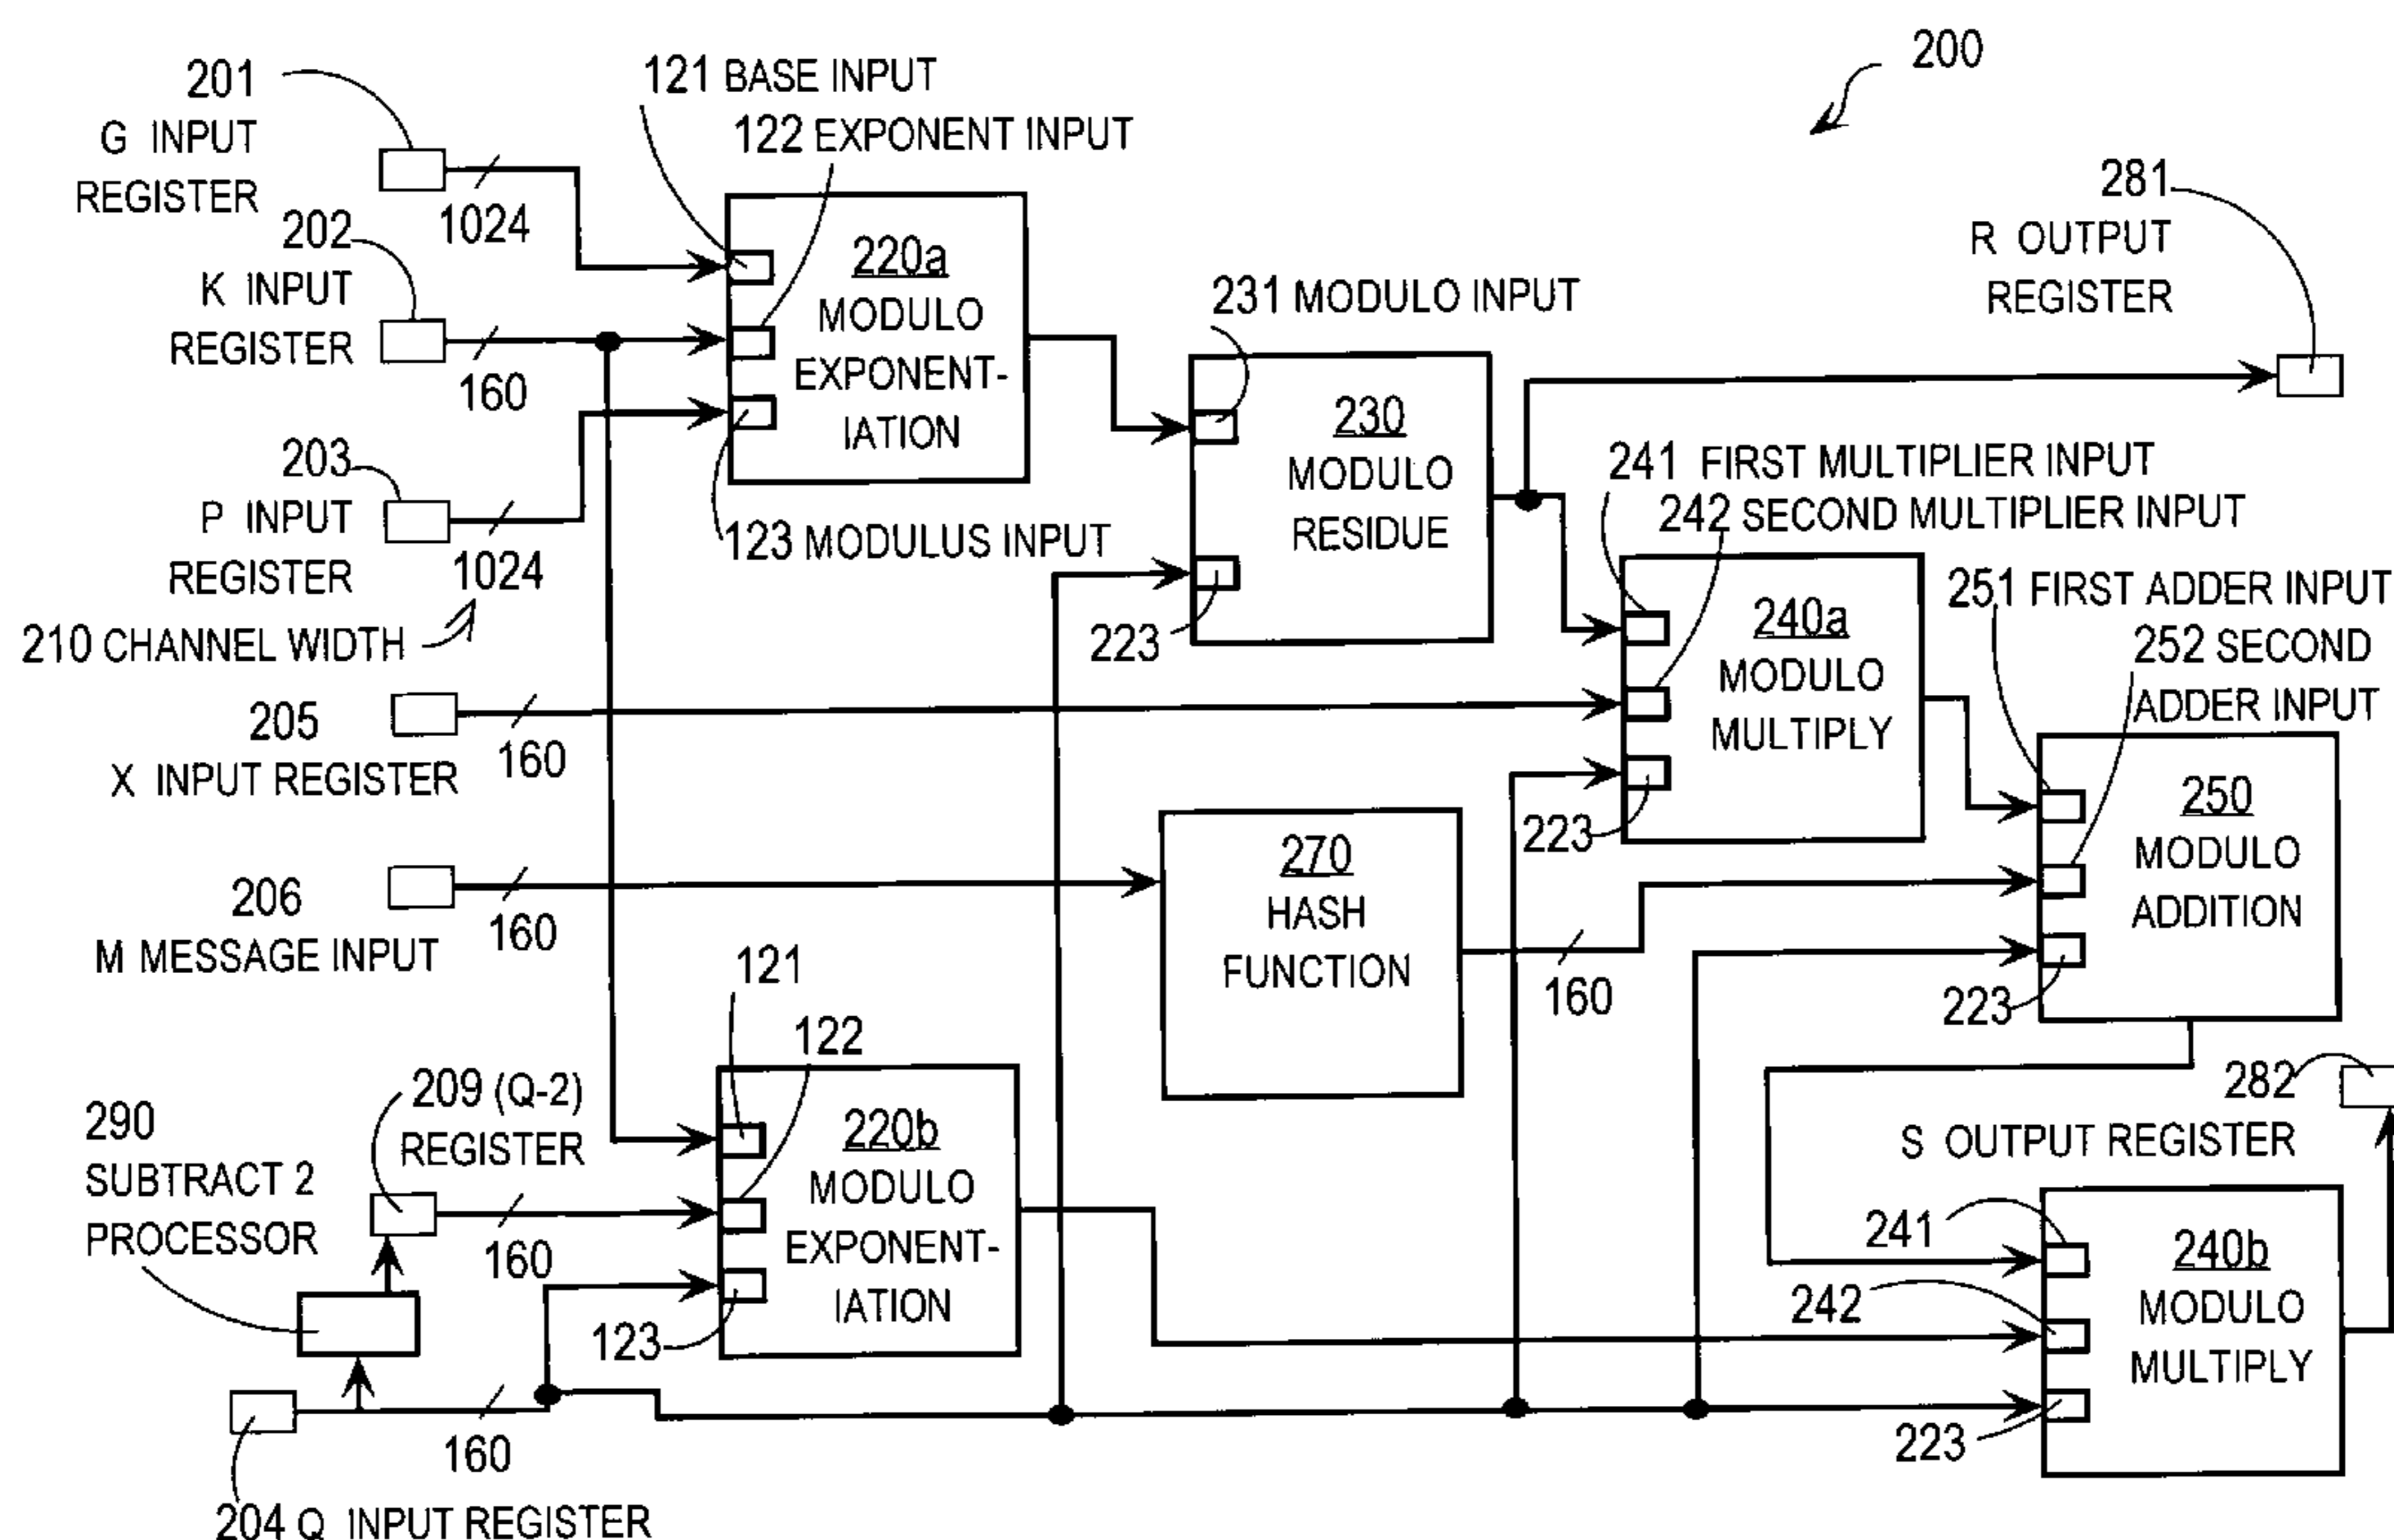 200
201
G INPUT
REGISTER
1024
202
K INPUT
REGISTER
160
203
P INPUT
REGISTER
1024
210 CHANNEL WIDTH
121 BASE INPUT
122 EXPONENT INPUT
220a
MODULO
EXPONENT-
IATION
123 MODULUS INPUT
231 MODULO INPUT
230
MODULO
RESIDUE
223
281
R OUTPUT
REGISTER
241 FIRST MULTIPLIER INPUT
242 SECOND MULTIPLIER INPUT
240a
MODULO
MULTIPLY
223
251 FIRST ADDER INPUT
252 SECOND
ADDER INPUT
250
MODULO
ADDITION
223
205
X INPUT REGISTER
160
206
M MESSAGE INPUT
160
270
HASH
FUNCTION
160
121
122
209 (Q-2)
REGISTER
160
290
SUBTRACT 2
PROCESSOR
220b
MODULO
EXPONENT-
IATION
123
160
204 Q INPUT REGISTER
282
S OUTPUT REGISTER
241
242
240b
MODULO
MULTIPLY
223